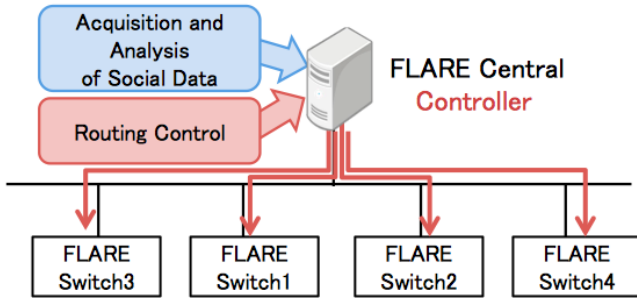 Acquisition and
Analysis
of Social Data
FLARE Central
Controller
Routing Control
FLARE
Switch3
FLARE
Switch1
FLARE
Switch2
FLARE
Switch4